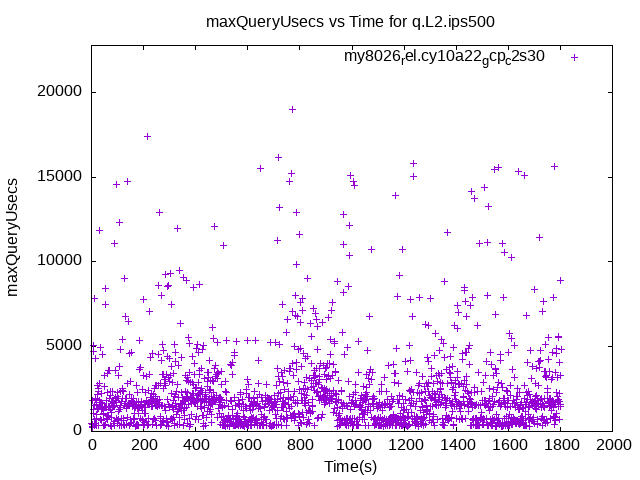 maxQueryUsecs vs Time for q.L2.ips500
my8026rel.cy10a22gcpc2s30
20000
15000
10000
5000
0
maxQueryUsecs
0 200 400 600 800 1000 1200 1400 1600 1800 2000
Time(s)